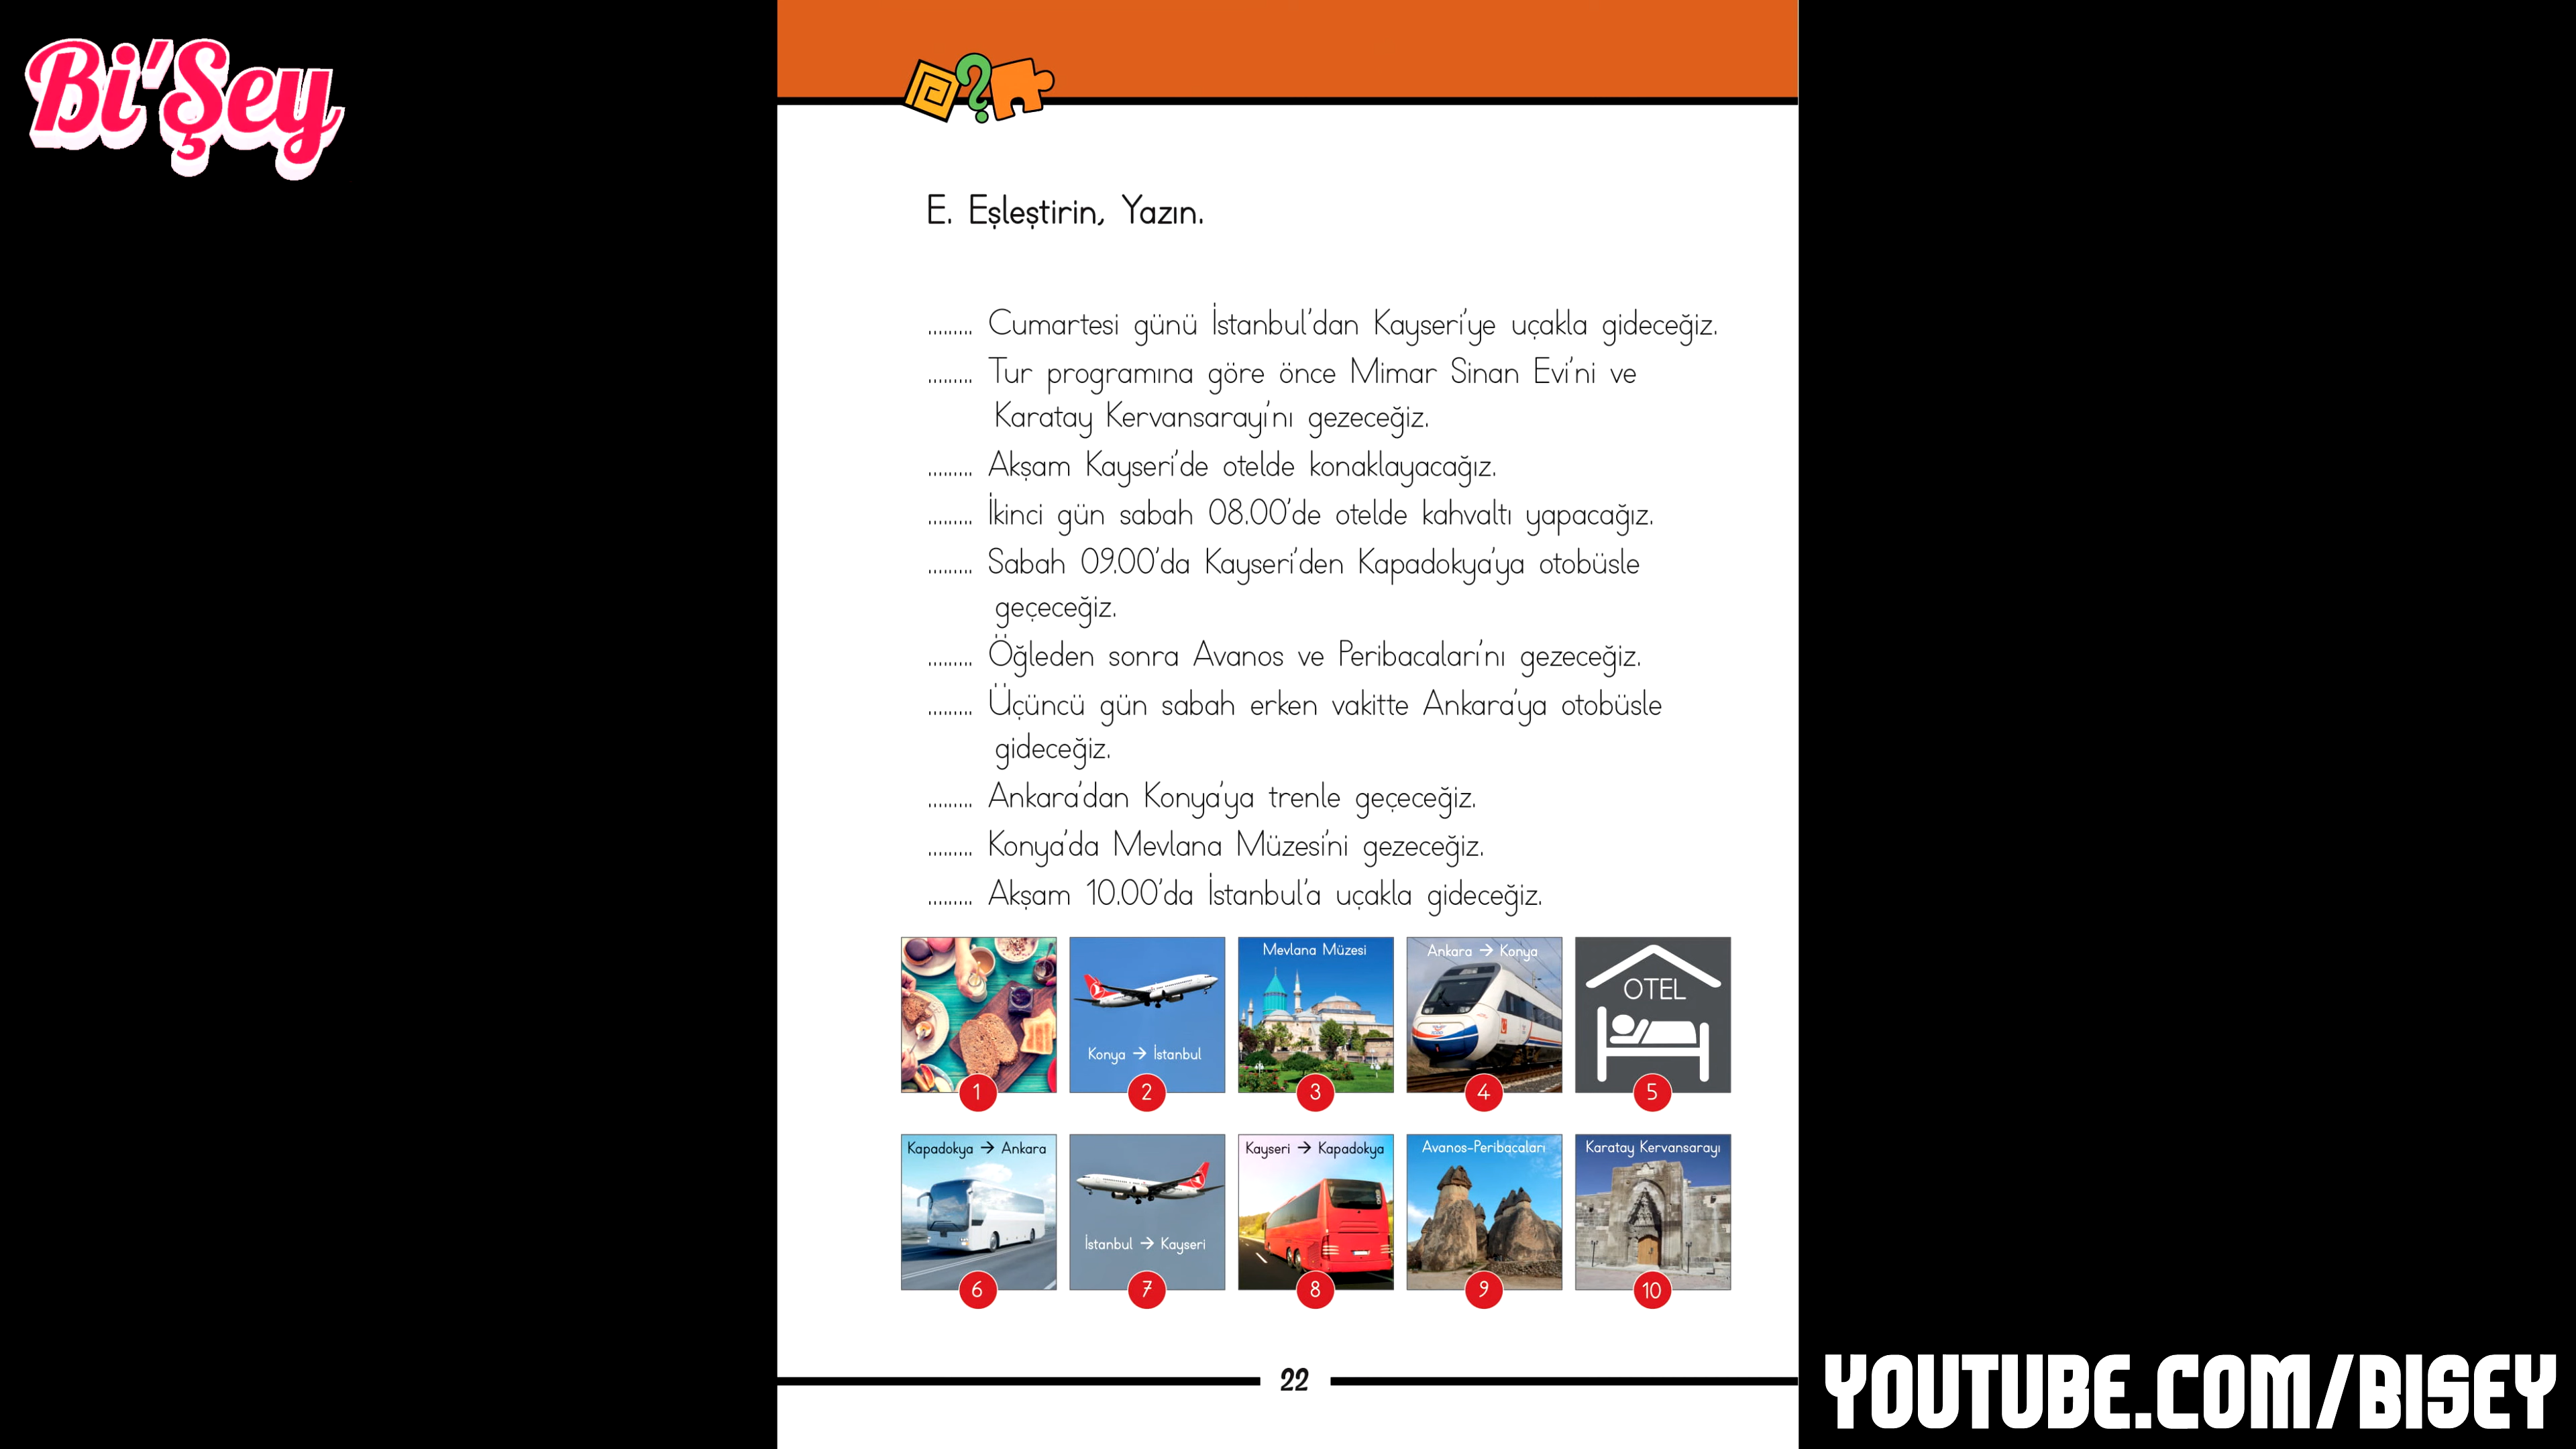 Bi'Şey
E. Eşleştirin, Yazın.
......... Cumartesi günü İstanbul'dan Kayseri'ye uçakla gideceğiz.
......... Tur programına göre önce Mimar Sinan Evi'ni ve
Karatay Kervansarayı'nı gezeceğiz.
......... Akşam Kayseri'de otelde konaklayacağız.
......... İkinci gün sabah 08.00'de otelde kahvaltı yapacağız.
......... Sabah 09.00'da Kayseri'den Kapadokya'ya otobüsle
geçeceğiz.
......... Öğleden sonra Avanos ve Peribacaları'nı gezeceğiz.
......... Üçüncü gün sabah erken vakitte Ankara'ya otobüsle
gideceğiz.
......... Ankara'dan Konya'ya trenle geçeceğiz.
......... Konya'da Mevlana Müzesi'ni gezeceğiz.
......... Akşam 10.00'da İstanbul'a uçakla gideceğiz.
Konya → İstanbul
Mevlana Müzesi
Ankara → Konya
OTEL
1 2 3 4 5
Kapadokya → Ankara
İstanbul → Kayseri
Kayseri → Kapadokya
Avanos-Peribacaları
Karatay Kervansarayı
6 7 8 9 10
22
YOUTUBE.COM/BISEY